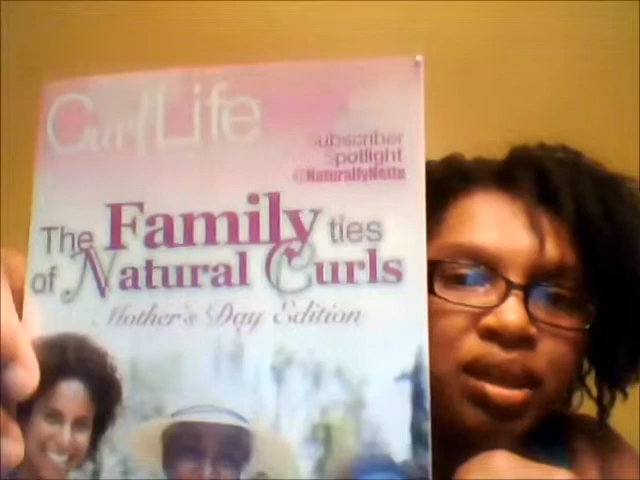 CurlLife
Subscriber
Spotlight
@NaturallyNette
The Family ties
of Natural Curls
Mother's Day Edition